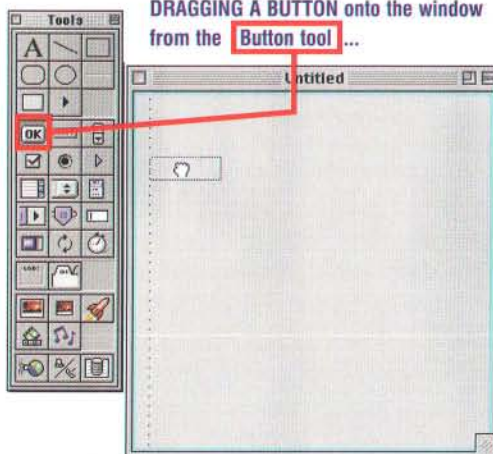 DRAGGING A BUTTON onto the window
from the Button tool ...
Tools
Untitled
A
OK